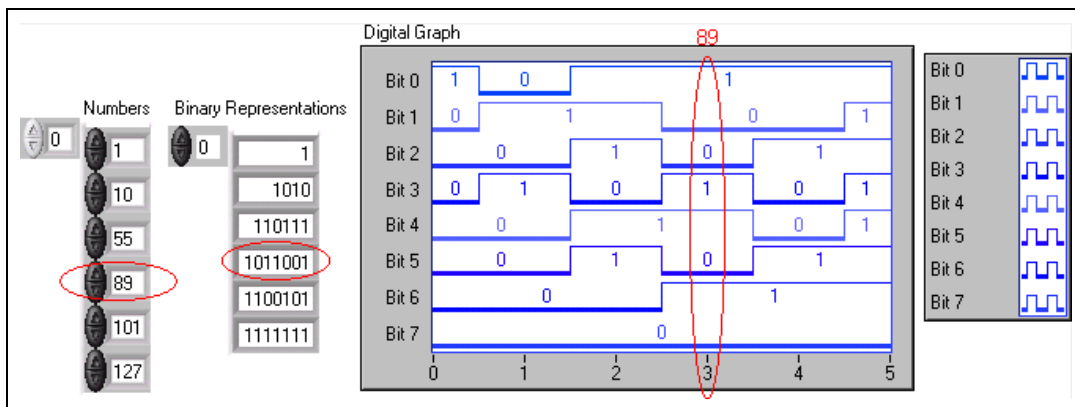 Digital Graph
89
Numbers
Binary Representations
0
1
10
55
89
101
127
0
1
1010
110111
1011001
1100101
1111111
Bit 0 1 0 1
Bit 1 0 1 0 1
Bit 2 0 1 0 1
Bit 3 0 1 0 1 0 1
Bit 4 0 1 0 1
Bit 5 0 1 0 1
Bit 6 0 1
Bit 7 0
0 1 2 3 4 5
Bit 0
Bit 1
Bit 2
Bit 3
Bit 4
Bit 5
Bit 6
Bit 7